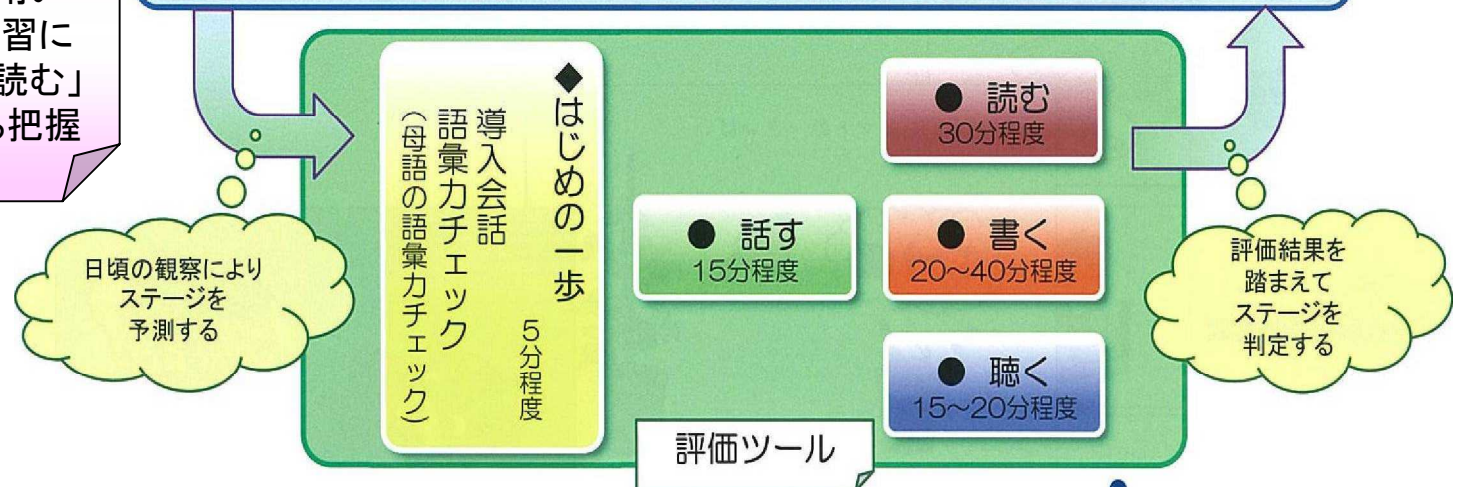 習に
読む」
把握
◆はじめの一歩
5分程度
導入会話
語彙力チェック
(母語の語彙力チェック)
● 話す
15分程度
● 読む
30分程度
● 書く
20~40分程度
● 聴く
15~20分程度
日頃の観察により
ステージを
予測する
評価結果を
踏まえて
ステージを
判定する
評価ツール